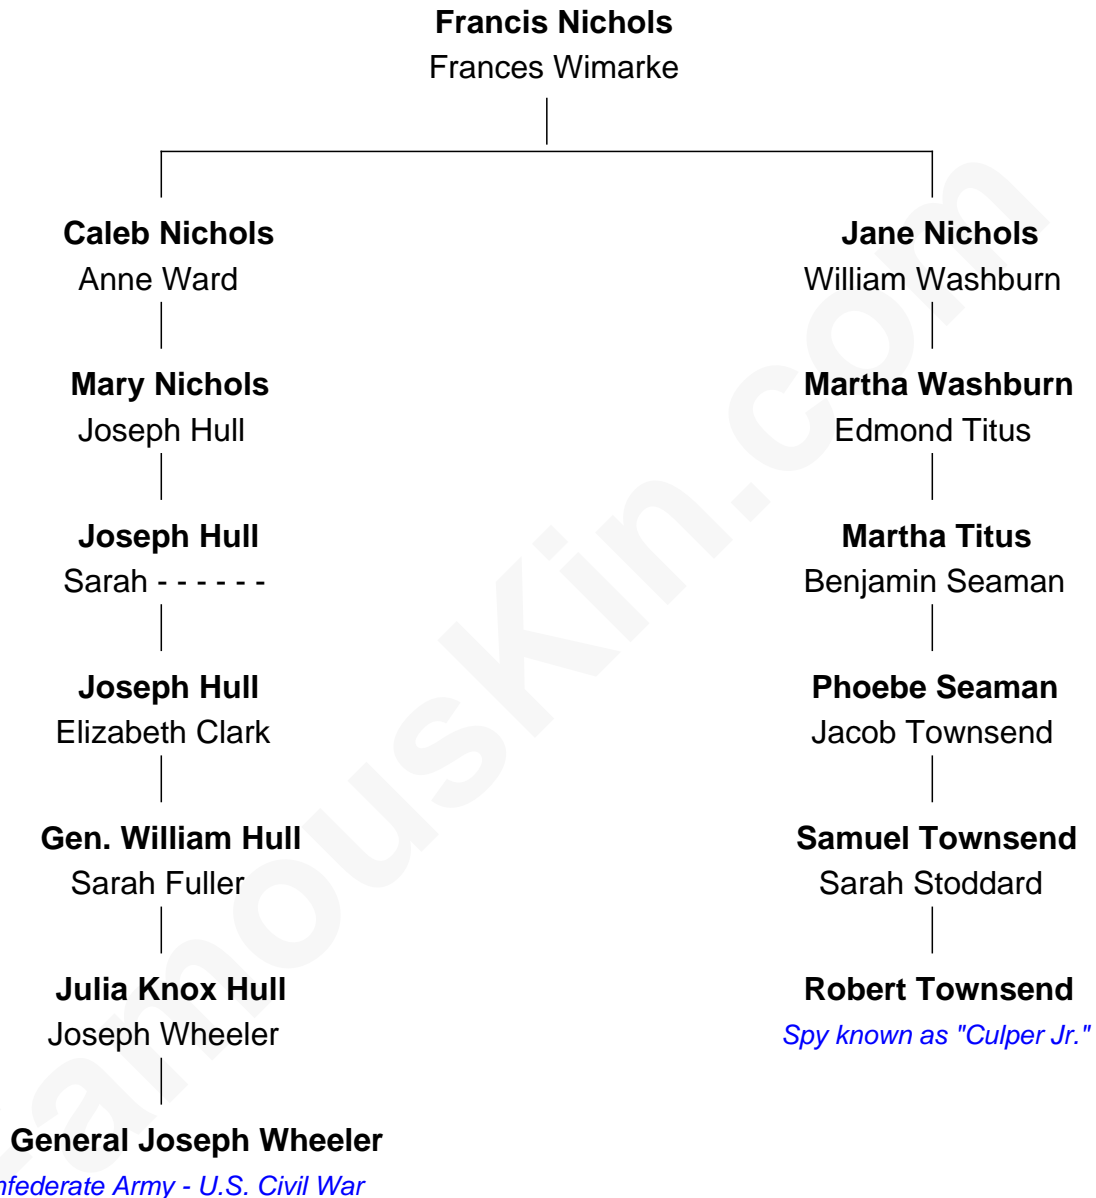 Francis Nichols
Frances Wimarke
Caleb Nichols
Anne Ward
Jane Nichols
William Washburn
Mary Nichols
Joseph Hull
Martha Washburn
Edmond Titus
Joseph Hull
Sarah - - - - - -
Martha Titus
Benjamin Seaman
Joseph Hull
Elizabeth Clark
Phoebe Seaman
Jacob Townsend
Gen. William Hull
Sarah Fuller
Samuel Townsend
Sarah Stoddard
Julia Knox Hull
Joseph Wheeler
Robert Townsend
Spy known as "Culper Jr."
General Joseph Wheeler
nfederate Army - U.S. Civil War
FamousKin.com